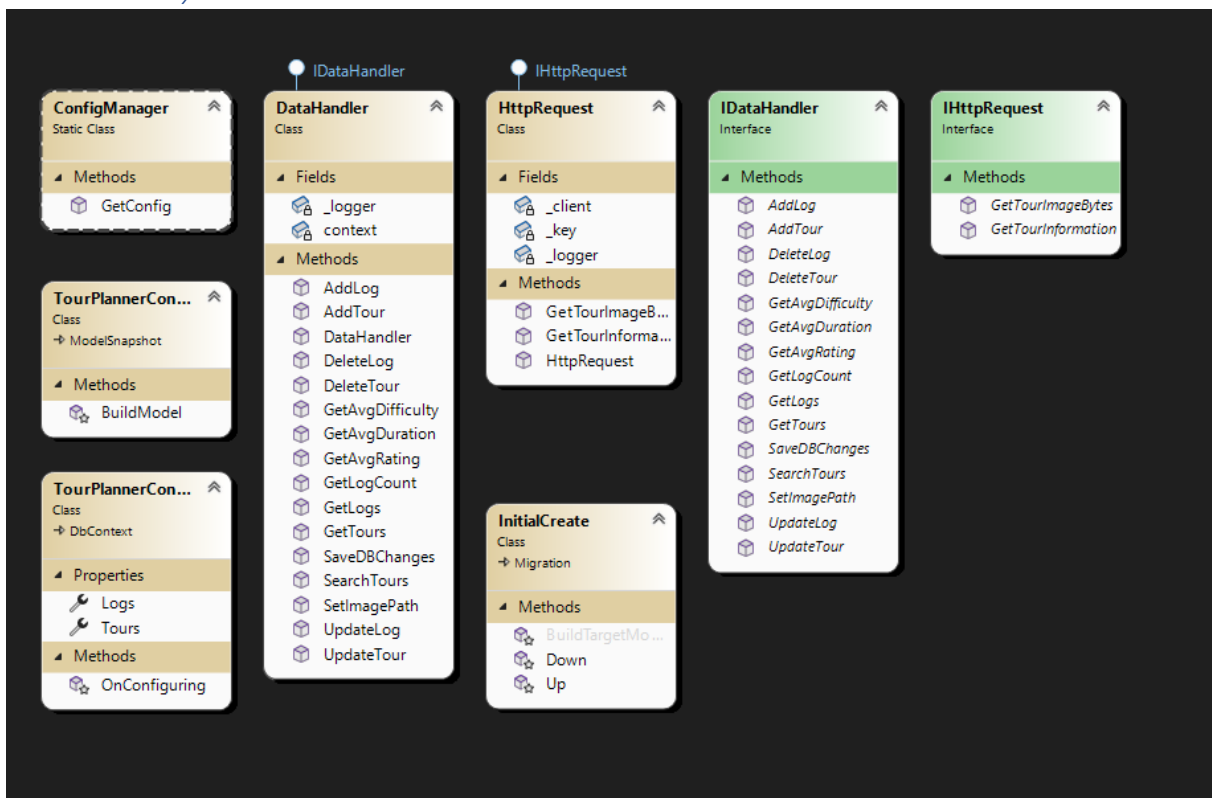 IDataHandler
IHttpRequest
ConfigManager
Static Class
Methods
GetConfig
TourPlannerCon...
Class
ModelSnapshot
Methods
BuildModel
TourPlannerCon...
Class
DbContext
Properties
Logs
Tours
Methods
OnConfiguring
DataHandler
Class
Fields
_logger
context
Methods
AddLog
AddTour
DataHandler
DeleteLog
DeleteTour
GetAvgDifficulty
GetAvgDuration
GetAvgRating
GetLogCount
GetLogs
GetTours
SaveDBChanges
SearchTours
SetImagePath
UpdateLog
UpdateTour
HttpRequest
Class
Fields
_client
_key
_logger
Methods
GetTourImageB...
GetTourInforma...
HttpRequest
InitialCreate
Class
Migration
Methods
BuildTargetMo...
Down
Up
IDataHandler
Interface
Methods
AddLog
AddTour
DeleteLog
DeleteTour
GetAvgDifficulty
GetAvgDuration
GetAvgRating
GetLogCount
GetLogs
GetTours
SaveDBChanges
SearchTours
SetImagePath
UpdateLog
UpdateTour
IHttpRequest
Interface
Methods
GetTourImageBytes
GetTourInformation